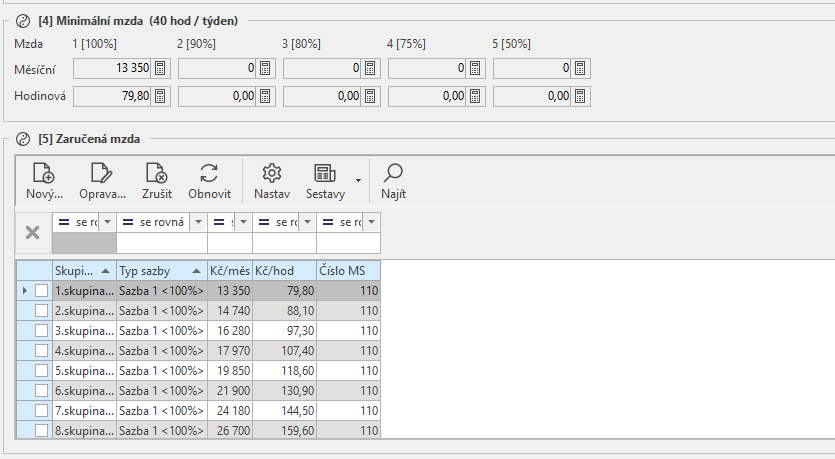 [4] Minimální mzda (40 hod / týden)
Mzda 1 [100%] 2 [90%] 3 [80%] 4 [75%] 5 [50%]
Měsíční 13 350 0 0 0 0
Hodinová 79,80 0,00 0,00 0,00 0,00
[5] Zaručená mzda
Nový... Oprava... Zrušit Obnovit Nastav Sestavy Najít
= se ro = se rovná = s = se r = se ro
Skupi... Typ sazby Kč/měs Kč/hod Číslo MS
1.skupina... Sazba 1 <100%> 13 350 79,80 110
2.skupina... Sazba 1 <100%> 14 740 88,10 110
3.skupina... Sazba 1 <100%> 16 280 97,30 110
4.skupina... Sazba 1 <100%> 17 970 107,40 110
5.skupina... Sazba 1 <100%> 19 850 118,60 110
6.skupina... Sazba 1 <100%> 21 900 130,90 110
7.skupina... Sazba 1 <100%> 24 180 144,50 110
8.skupina... Sazba 1 <100%> 26 700 159,60 110